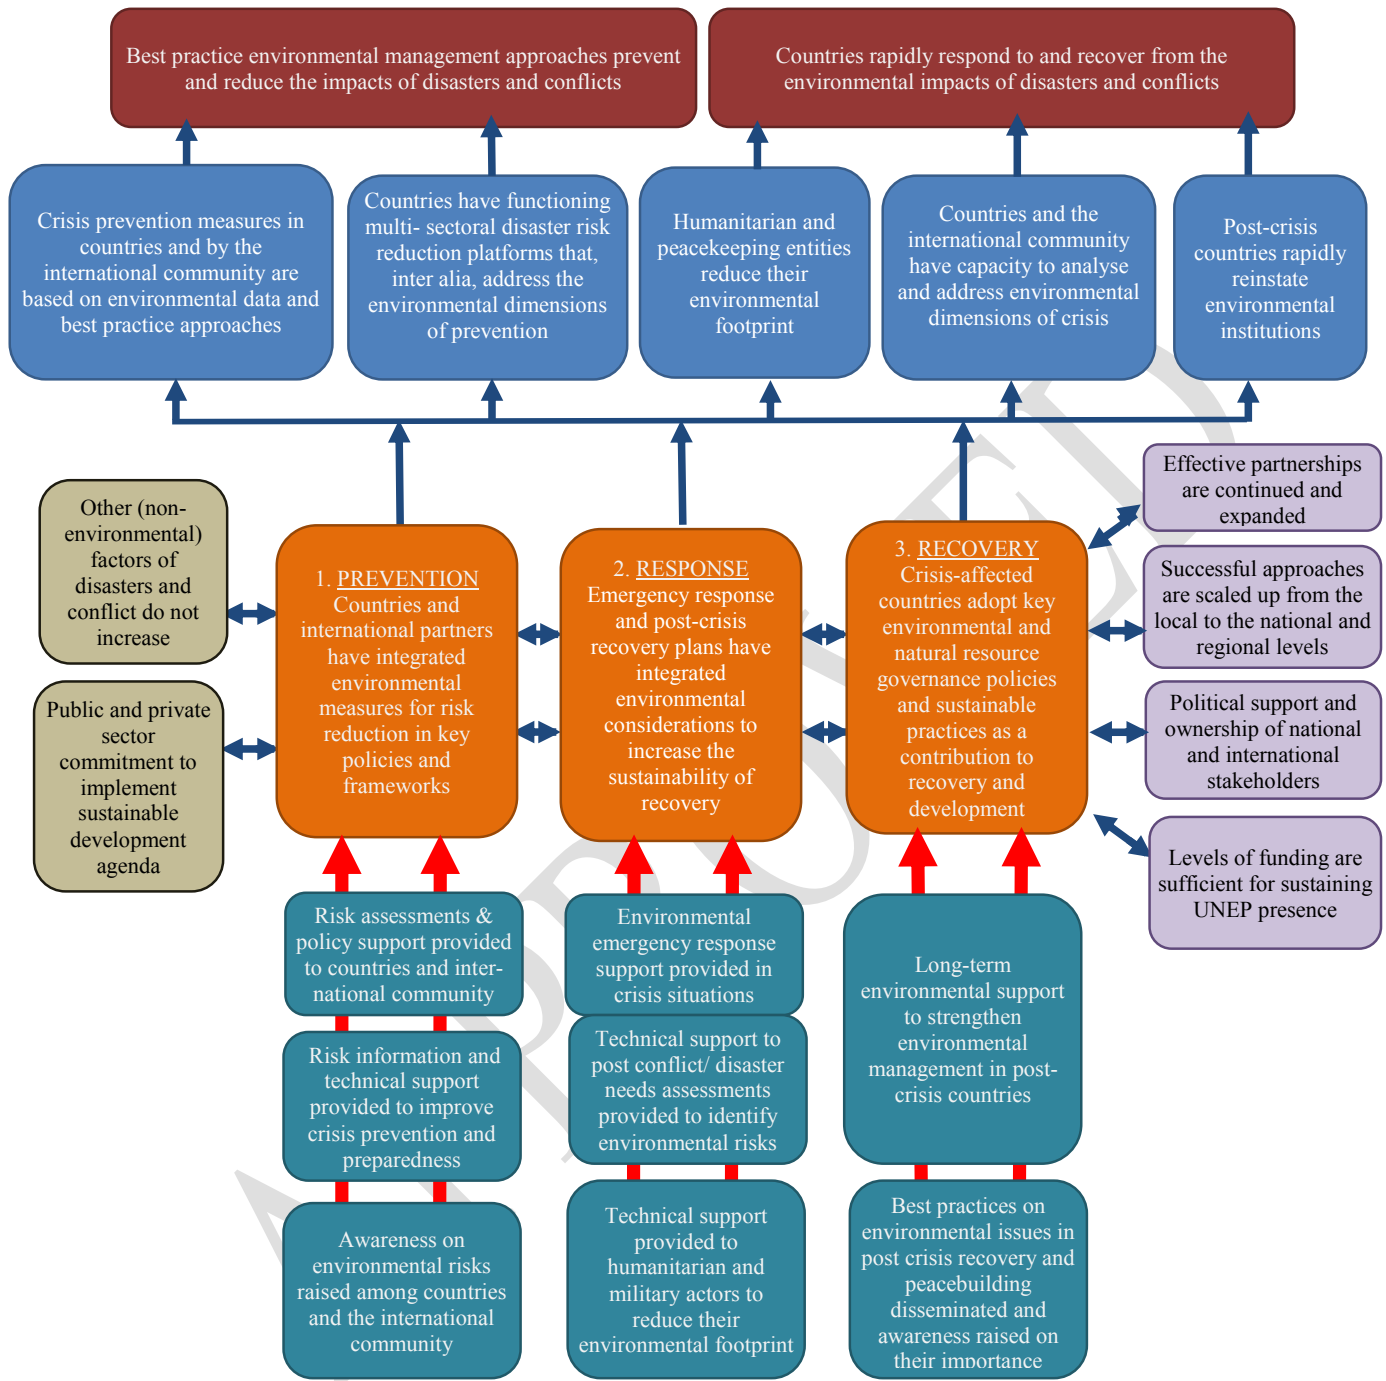 Best practice environmental management approaches prevent
and reduce the impacts of disasters and conflicts
Countries rapidly respond to and recover from the
environmental impacts of disasters and conflicts
Crisis prevention measures in
countries and by the
international community are
based on environmental data and
best practice approaches
Countries have functioning
multi- sectoral disaster risk
reduction platforms that,
inter alia, address the
environmental dimensions
of prevention
Humanitarian and
peacekeeping entities
reduce their
environmental
footprint
Countries and the
international community
have capacity to analyse
and address environmental
dimensions of crisis
Post-crisis
countries rapidly
reinstate
environmental
institutions
Other (non-
environmental)
factors of
disasters and
conflict do not
increase
Public and private
sector
commitment to
implement
sustainable
development
agenda
1. PREVENTION
Countries and
international partners
have integrated
environmental
measures for risk
reduction in key
policies and
frameworks
2. RESPONSE
Emergency response
and post-crisis
recovery plans have
integrated
environmental
considerations to
increase the
sustainability of
recovery
3. RECOVERY
Crisis-affected
countries adopt key
environmental and
natural resource
governance policies
and sustainable
practices as a
contribution to
recovery and
development
Effective partnerships
are continued and
expanded
Successful approaches
are scaled up from the
local to the national and
regional levels
Political support and
ownership of national
and international
stakeholders
Levels of funding are
sufficient for sustaining
UNEP presence
Risk assessments &
policy support provided
to countries and inter-
national community
Risk information and
technical support
provided to improve
crisis prevention and
preparedness
Awareness on
environmental risks
raised among countries
and the international
community
Environmental
emergency response
support provided in
crisis situations
Technical support to
post conflict/ disaster
needs assessments
provided to identify
environmental risks
Technical support
provided to
humanitarian and
military actors to
reduce their
environmental footprint
Long-term
environmental support
to strengthen
environmental
management in post-
crisis countries
Best practices on
environmental issues in
post crisis recovery and
peacebuilding
disseminated and
awareness raised on
their importance
APPROVED